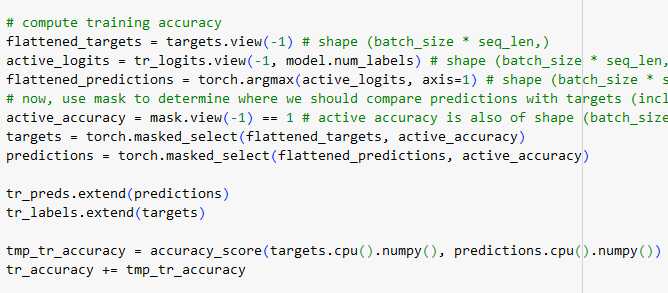 # compute training accuracy
flattened_targets = targets.view(-1) # shape (batch_size * seq_len,)
active_logits = tr_logits.view(-1, model.num_labels) # shape (batch_size * seq_len,
flattened_predictions = torch.argmax(active_logits, axis=1) # shape (batch_size * s
# now, use mask to determine where we should compare predictions with targets (incl
active_accuracy = mask.view(-1) == 1 # active accuracy is also of shape (batch_size
targets = torch.masked_select(flattened_targets, active_accuracy)
predictions = torch.masked_select(flattened_predictions, active_accuracy)
tr_preds.extend(predictions)
tr_labels.extend(targets)
tmp_tr_accuracy = accuracy_score(targets.cpu().numpy(), predictions.cpu().numpy())
tr_accuracy += tmp_tr_accuracy